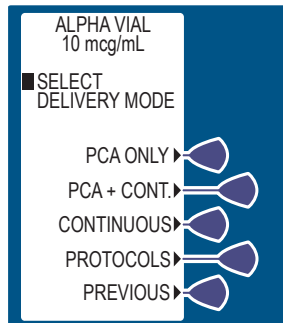 ALPHA VIAL
10 mcg/mL
SELECT
DELIVERY MODE
PCA ONLY
PCA + CONT.
CONTINUOUS
PROTOCOLS
PREVIOUS